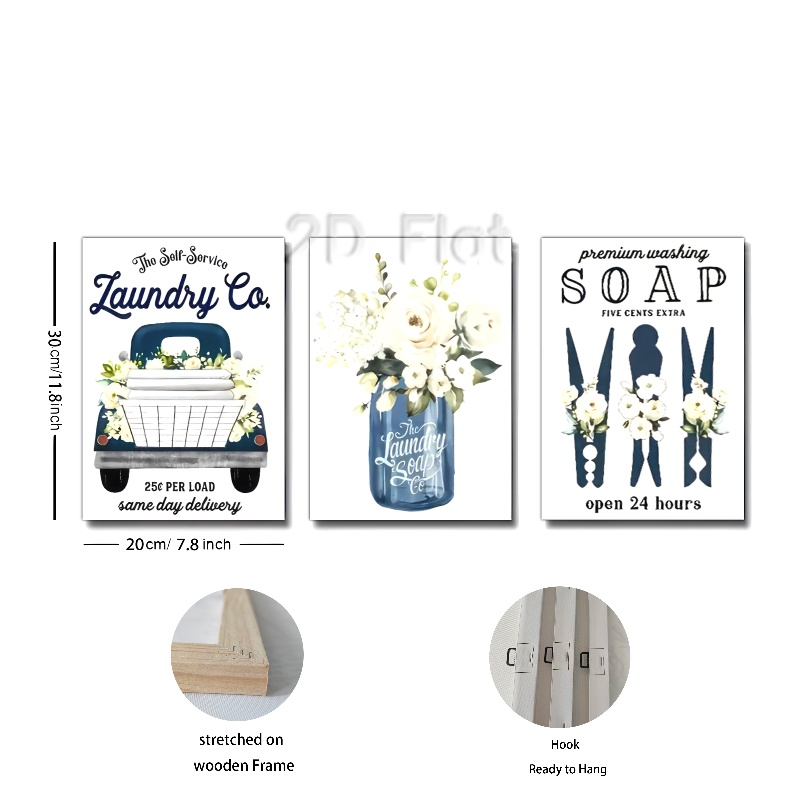 2D Flat
The Self-Service
Laundry Co.
25¢ PER LOAD
same day delivery
The
Laundry
Soap
Co
premium washing
SOAP
FIVE CENTS EXTRA
open 24 hours
30cm/11.8inch
20cm/ 7.8 inch
stretched on
wooden Frame
Hook
Ready to Hang